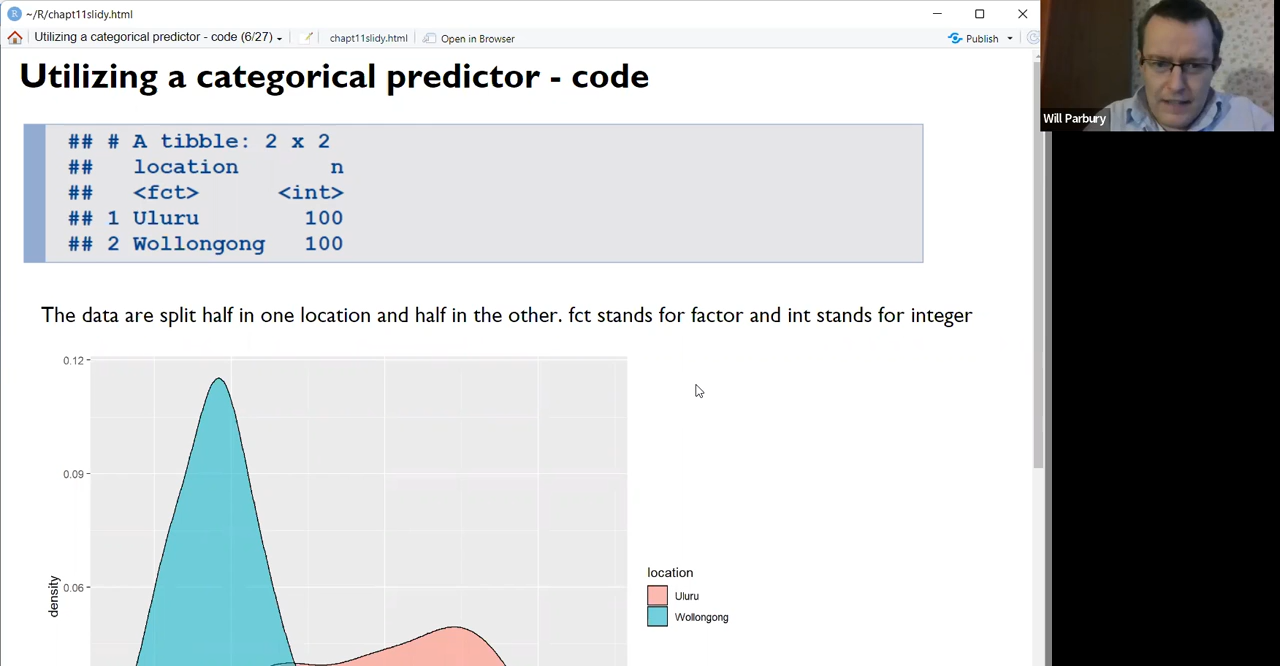 ~/R/chapt11slidy.html
Utilizing a categorical predictor - code (6/27)
chapt11slidy.html
Open in Browser
Publish
Utilizing a categorical predictor - code
## # A tibble: 2 x 2
##   location       n
##   <fct>      <int>
## 1 Uluru        100
## 2 Wollongong   100
The data are split half in one location and half in the other. fct stands for factor and int stands for integer
0.12
0.09
0.06
density
location
Uluru
Wollongong
Will Parbury